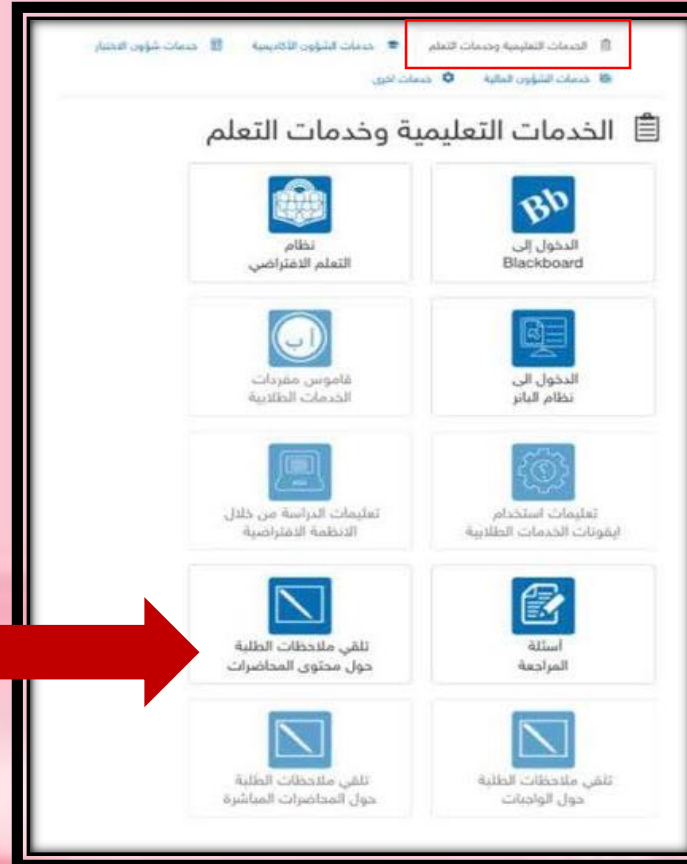 الخدمات التعليمية وخدمات التعلم
خدمات الشؤون الأكاديمية
خدمات شؤون الاختبار
خدمات الشؤون المالية
خدمات اخرى
الخدمات التعليمية وخدمات التعلم
Bb
الدخول إلى
Blackboard
نظام
التعلم الافتراضي
الدخول الى
نظام البانر
أ ب
قاموس مفردات
الخدمات الطلابية
تعليمات استخدام
ايقونات الخدمات الطلابية
تعليمات الدراسة من خلال
الانظمة الافتراضية
أسئلة
المراجعة
تلقي ملاحظات الطلبة
حول محتوى المحاضرات
تلقي ملاحظات الطلبة
حول الواجبات
تلقي ملاحظات الطلبة
حول المحاضرات المباشرة